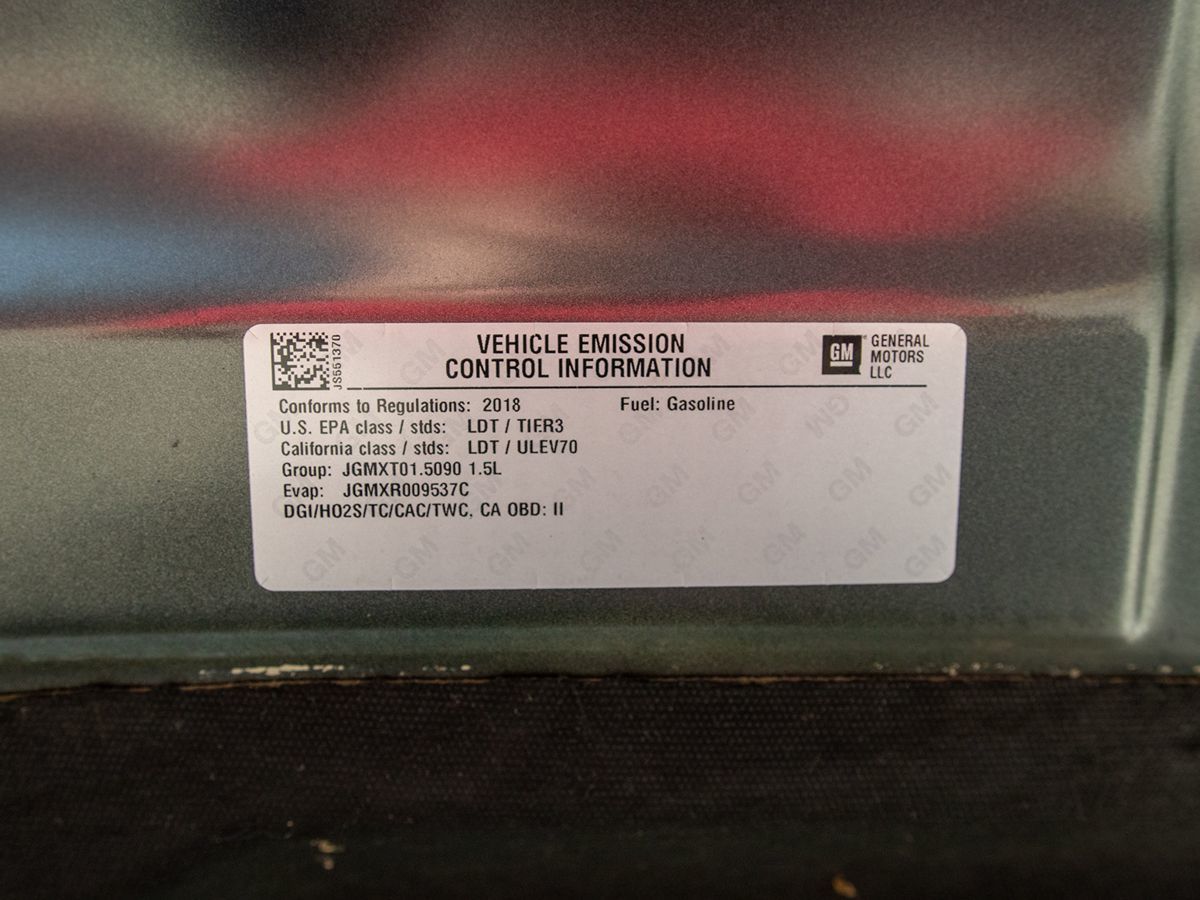 JS551370
VEHICLE EMISSION
CONTROL INFORMATION
GM
GENERAL
MOTORS
LLC
Conforms to Regulations: 2018 Fuel: Gasoline
U.S. EPA class / stds: LDT / TIER3
California class / stds: LDT / ULEV70
Group: JGMXT01.5090 1.5L
Evap: JGMXR009537C
DGI/HO2S/TC/CAC/TWC, CA OBD: II